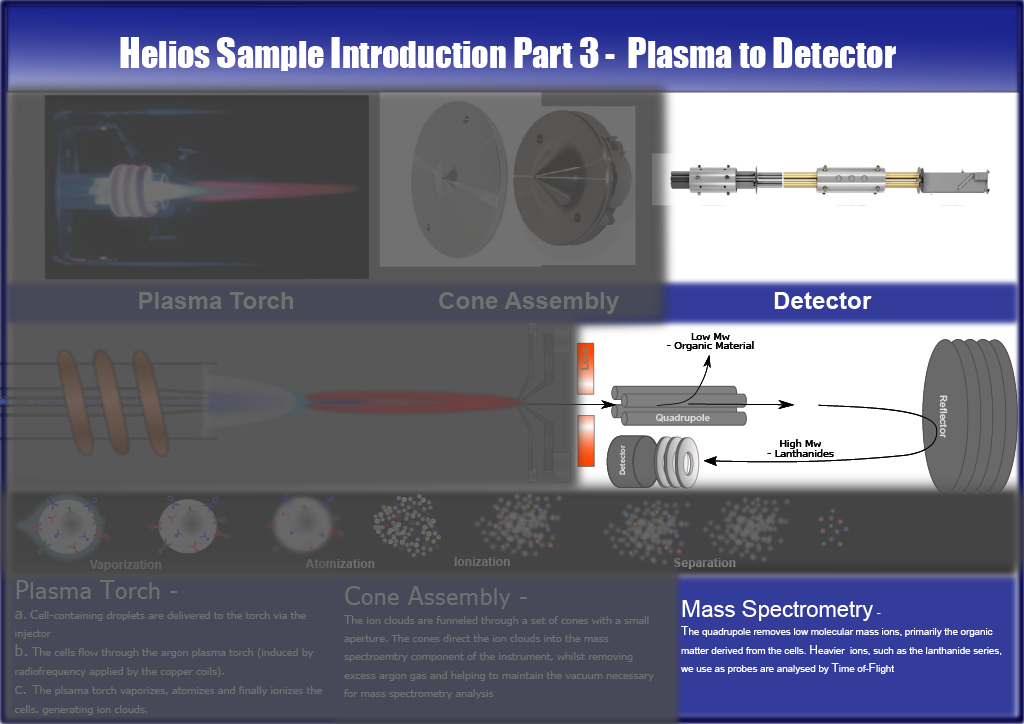 Helios Sample Introduction Part 3 - Plasma to Detector
Plasma Torch
Cone Assembly
Detector
Low Mw
- Organic Material
Lens
Quadrupole
Reflector
High Mw
- Lanthanides
Detector
Vaporization
Atomization
Ionization
Separation
Plasma Torch -
a. Cell-containing droplets are delivered to the torch via the
injector
b. The cells flow through the argon plasma torch (induced by
radiofrequency applied by the copper coils).
c. The plsama torch vaporizes, atomizes and finally ionizes the
cells, generating ion clouds.
Cone Assembly -
The ion clouds are funneled through a set of cones with a small
aperture. The cones direct the ion clouds into the mass
spectroemtry component of the instrument, whilst removing
excess argon gas and helping to maintain the vacuum necessary
for mass spectrometry analysis
Mass Spectrometry -
The quadrupole removes low molecular mass ions, primarily the organic
matter derived from the cells. Heavier ions, such as the lanthanide series,
we use as probes are analysed by Time of-Flight